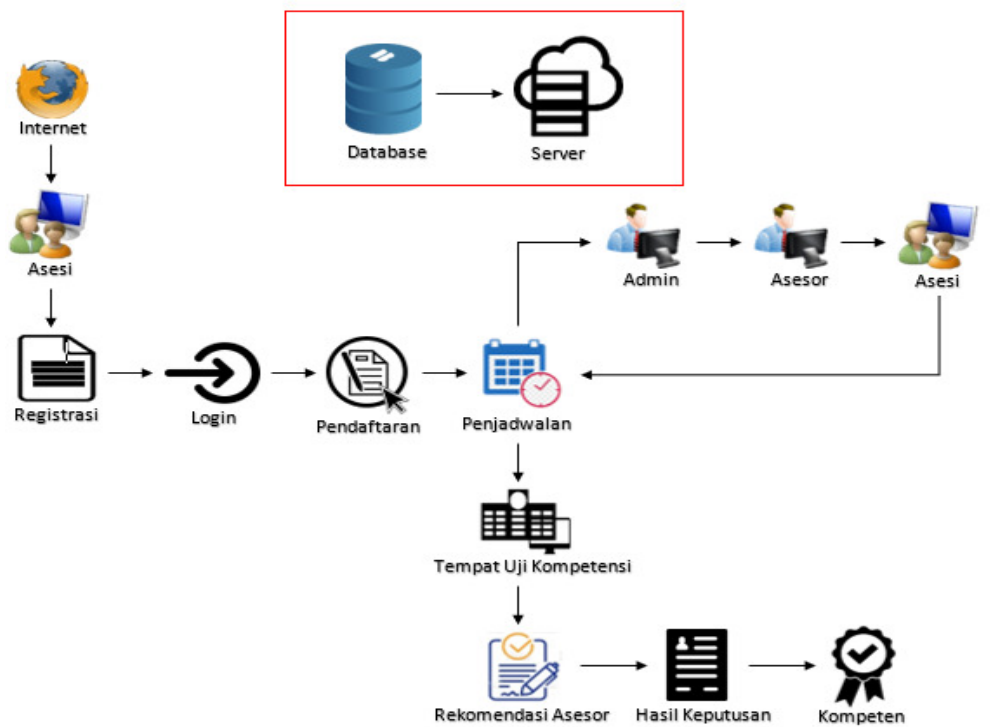 Internet
Database
Server
Asesi
Admin
Asesor
Asesi
Registrasi
Login
Pendaftaran
Penjadwalan
Tempat Uji Kompetensi
Rekomendasi Asesor
Hasil Keputusan
Kompeten